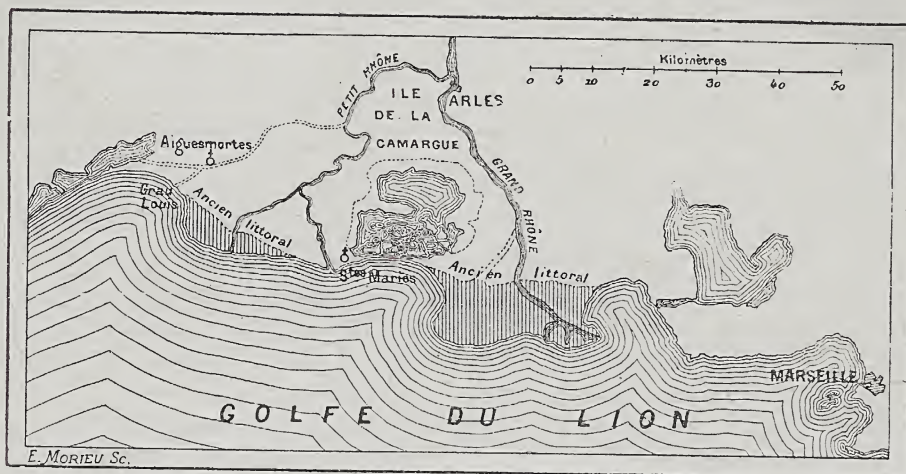 Kilomètres
0 5 10 20 30 40 50
PETIT RHÔNE
ILE
DE LA
CAMARGUE
ARLES
Aiguesmortes
GRAND
RHÔNE
Grau
Louis
Ancien
littoral
Stes Maries
Ancien littoral
MARSEILLE
GOLFE DU LION
E. MORIEU Sc.